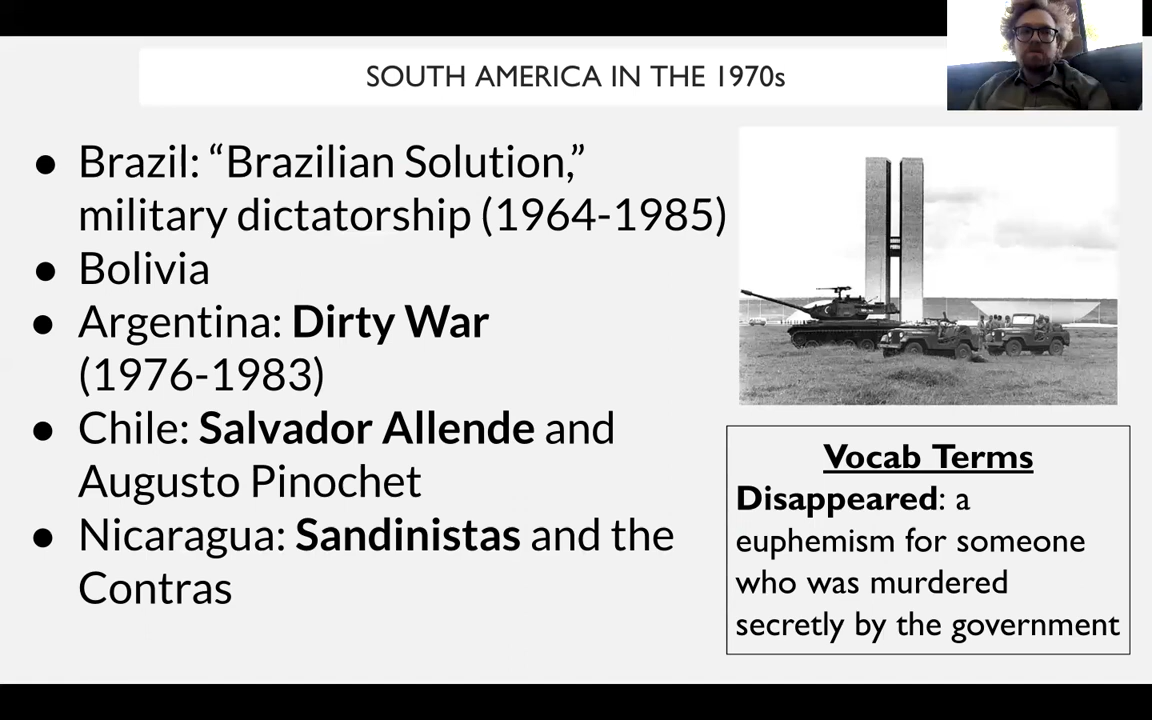 SOUTH AMERICA IN THE 1970s
● Brazil: “Brazilian Solution,”
military dictatorship (1964-1985)
● Bolivia
● Argentina: Dirty War
(1976-1983)
● Chile: Salvador Allende and
Augusto Pinochet
● Nicaragua: Sandinistas and the
Contras
Vocab Terms
Disappeared: a
euphemism for someone
who was murdered
secretly by the government